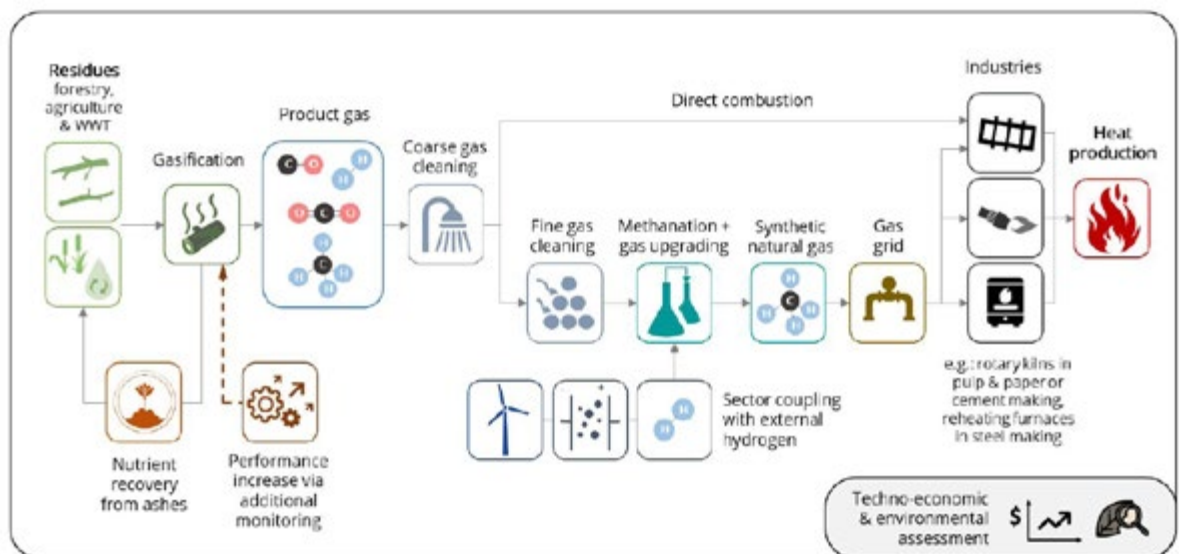 Residues
forestry,
agriculture
& WWT
Gasification
Product gas
C O
H H
O C O
H
C
H H H
Coarse gas
cleaning
Direct combustion
Industries
Heat
production
Fine gas
cleaning
Methanation +
gas upgrading
Synthetic
natural gas
Gas
grid
H
C
H H
H
H
H
Sector coupling
with external
hydrogen
e.g.: rotary kilns in
pulp & paper or
cement making,
reheating furnaces
in steel making
Nutrient
recovery
from ashes
Performance
increase via
additional
monitoring
Techno-economic
& environmental
assessment
$